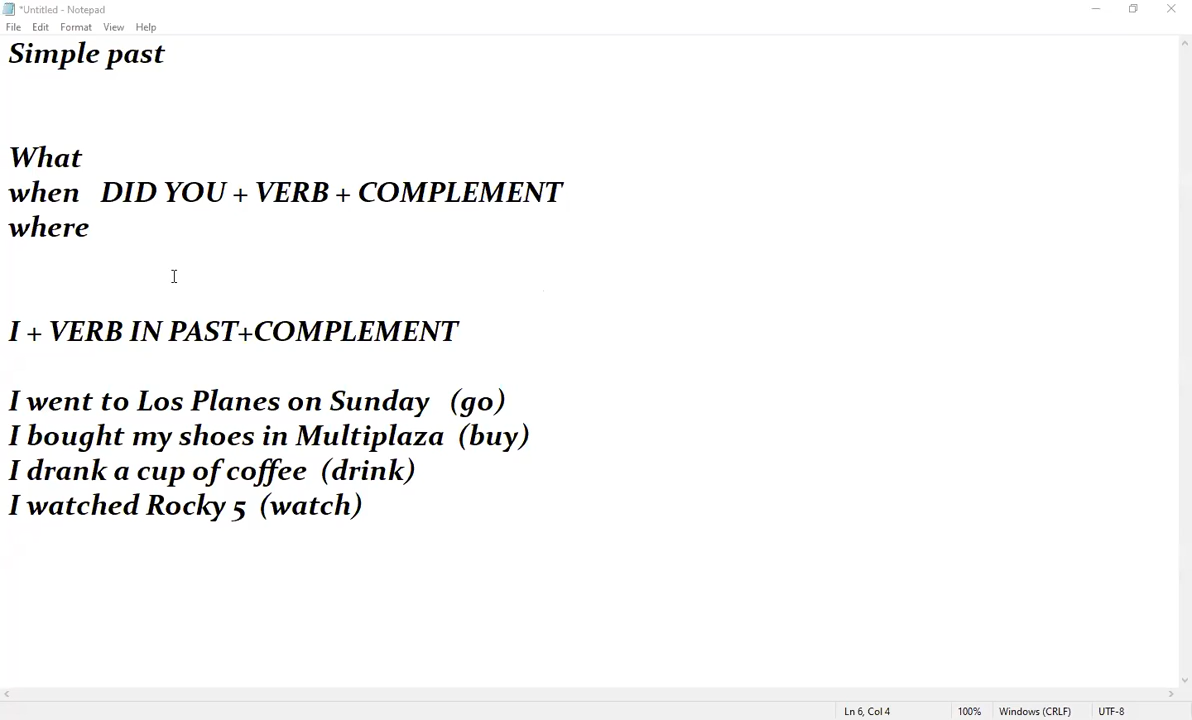 *Untitled - Notepad
File Edit Format View Help
Simple past
What
when DID YOU + VERB + COMPLEMENT
where
I + VERB IN PAST+COMPLEMENT
I went to Los Planes on Sunday (go)
I bought my shoes in Multiplaza (buy)
I drank a cup of coffee (drink)
I watched Rocky 5 (watch)
Ln 6, Col 4 100% Windows (CRLF) UTF-8